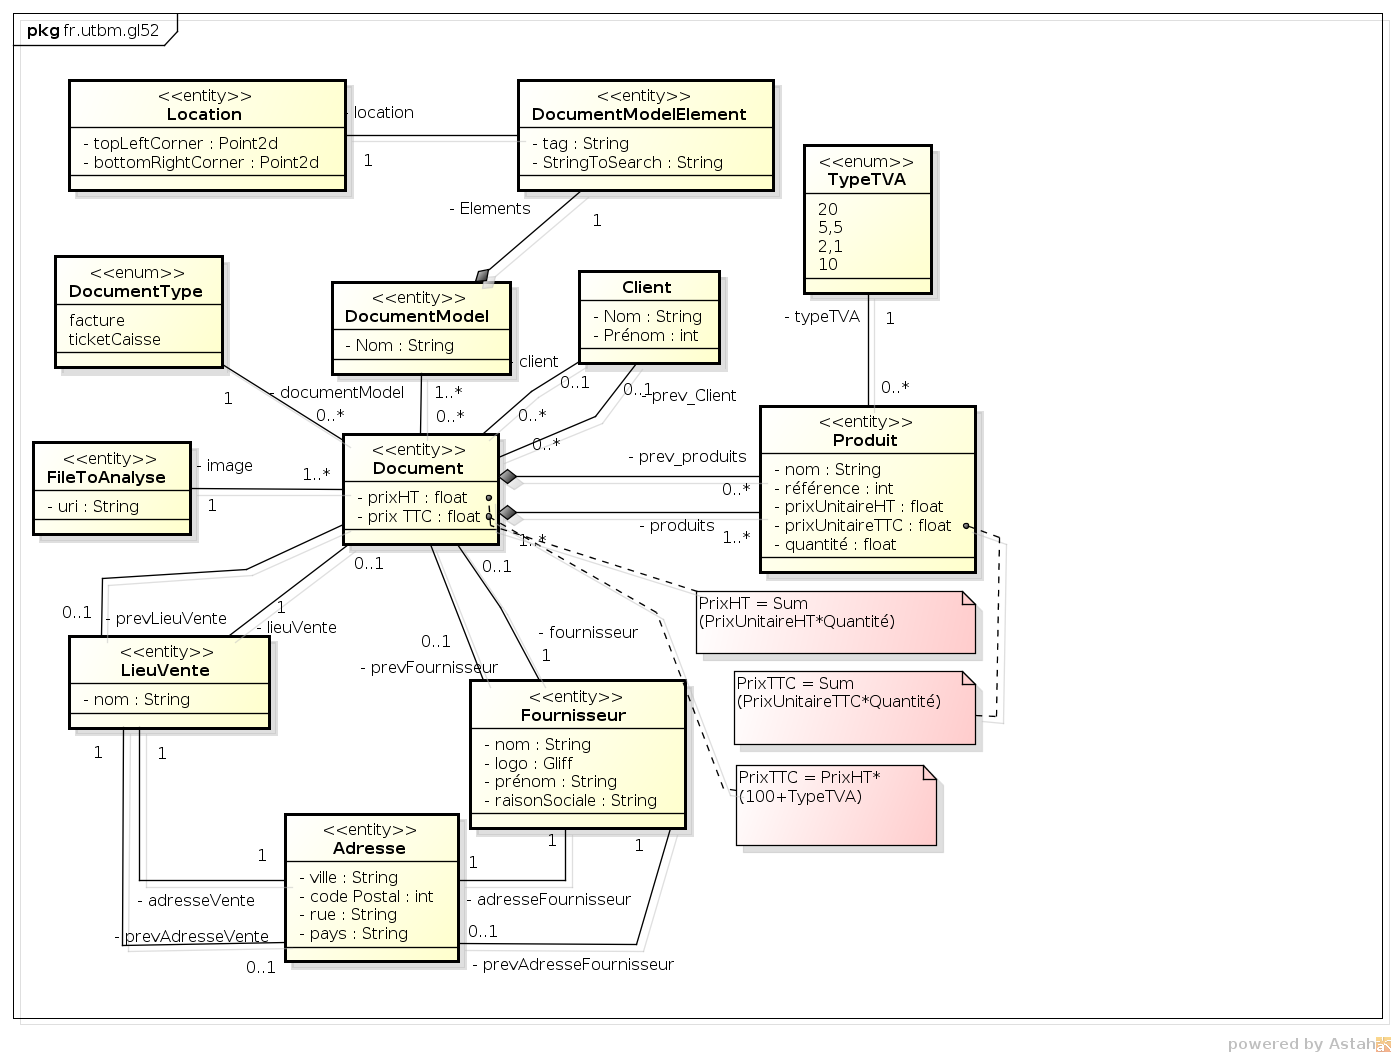 pkg fr.utbm.gl52
<<entity>>
Location
- topLeftCorner : Point2d
- bottomRightCorner : Point2d
- location
1
<<entity>>
DocumentModelElement
- tag : String
- StringToSearch : String
<<enum>>
TypeTVA
20
5,5
2,1
10
- Elements
1
<<enum>>
DocumentType
facture
ticketCaisse
<<entity>>
DocumentModel
- Nom : String
Client
- Nom : String
- Prénom : int
- typeTVA
1
0..*
- client
0..1
0..*
0..1
- prev_Client
0..*
1
0..*
- documentModel
1..*
0..*
<<entity>>
FileToAnalyse
- uri : String
- image
1..*
1
<<entity>>
Document
- prixHT : float
- prix TTC : float
- prev_produits
0..*
- produits
1..*
1..*
<<entity>>
Produit
- nom : String
- référence : int
- prixUnitaireHT : float
- prixUnitaireTTC : float
- quantité : float
0..1
0..1
0..1
- prevLieuVente
1
- lieuVente
0..1
- prevFournisseur
- fournisseur
1
PrixHT = Sum
(PrixUnitaireHT*Quantité)
PrixTTC = Sum
(PrixUnitaireTTC*Quantité)
PrixTTC = PrixHT*
(100+TypeTVA)
<<entity>>
LieuVente
- nom : String
<<entity>>
Fournisseur
- nom : String
- logo : Gliff
- prénom : String
- raisonSociale : String
1
1
1
- adresseVente
- prevAdresseVente
0..1
<<entity>>
Adresse
- ville : String
- code Postal : int
- rue : String
- pays : String
1
1
1
- adresseFournisseur
0..1
- prevAdresseFournisseur
powered by Astah